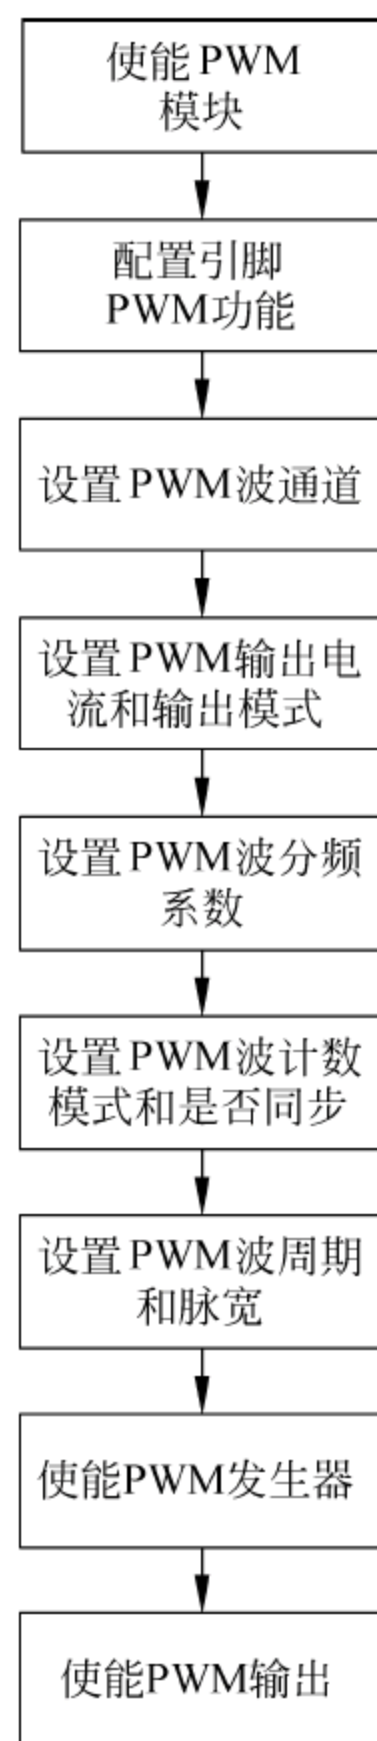 使能PWM
模块
配置引脚
PWM功能
设置PWM波通道
设置PWM输出电
流和输出模式
设置PWM波分频
系数
设置PWM波计数
模式和是否同步
设置PWM波周期
和脉宽
使能PWM发生器
使能PWM输出